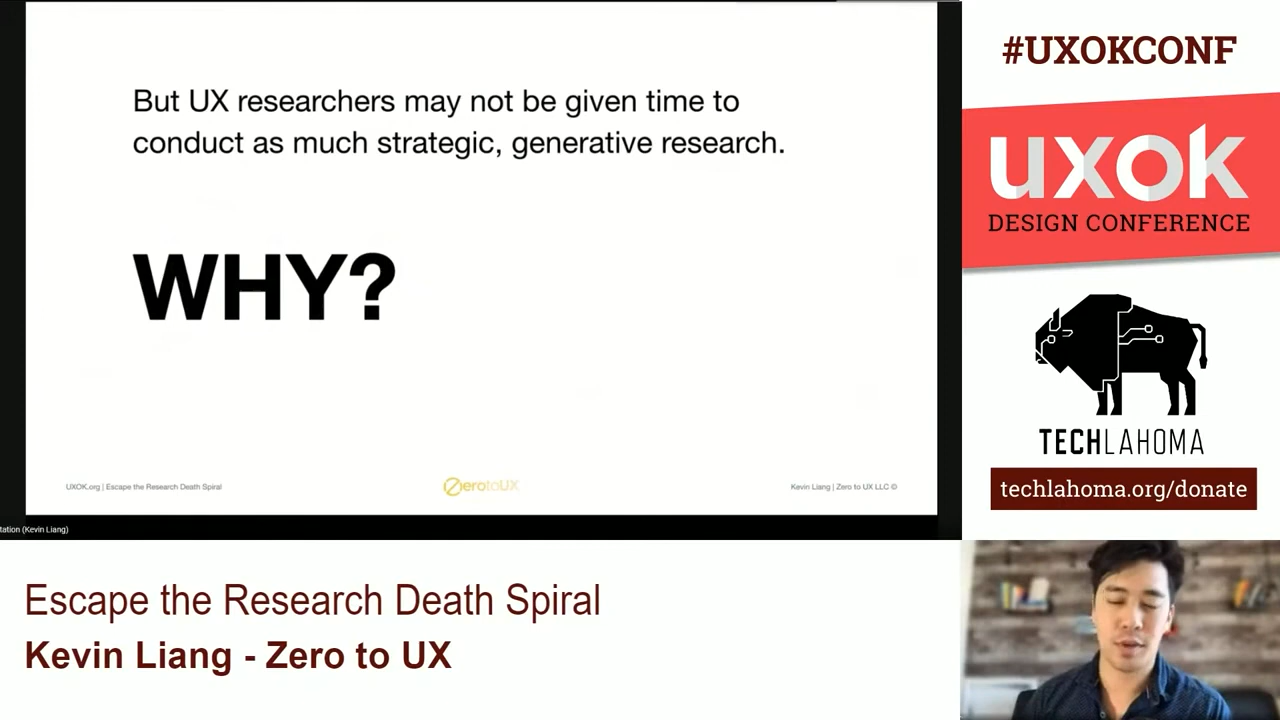 But UX researchers may not be given time to
conduct as much strategic, generative research.
WHY?
UXOK.org | Escape the Research Death Spiral
ZerotoUX
Kevin Liang | Zero to UX LLC ©
tation (Kevin Liang)
#UXOKCONF
uxok
DESIGN CONFERENCE
TECHLAHOMA
techlahoma.org/donate
Escape the Research Death Spiral
Kevin Liang - Zero to UX